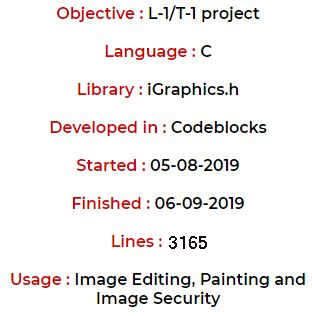 Objective : L-1/T-1 project
Language : C
Library : iGraphics.h
Developed in : Codeblocks
Started : 05-08-2019
Finished : 06-09-2019
Lines : 3165
Usage : Image Editing, Painting and
Image Security